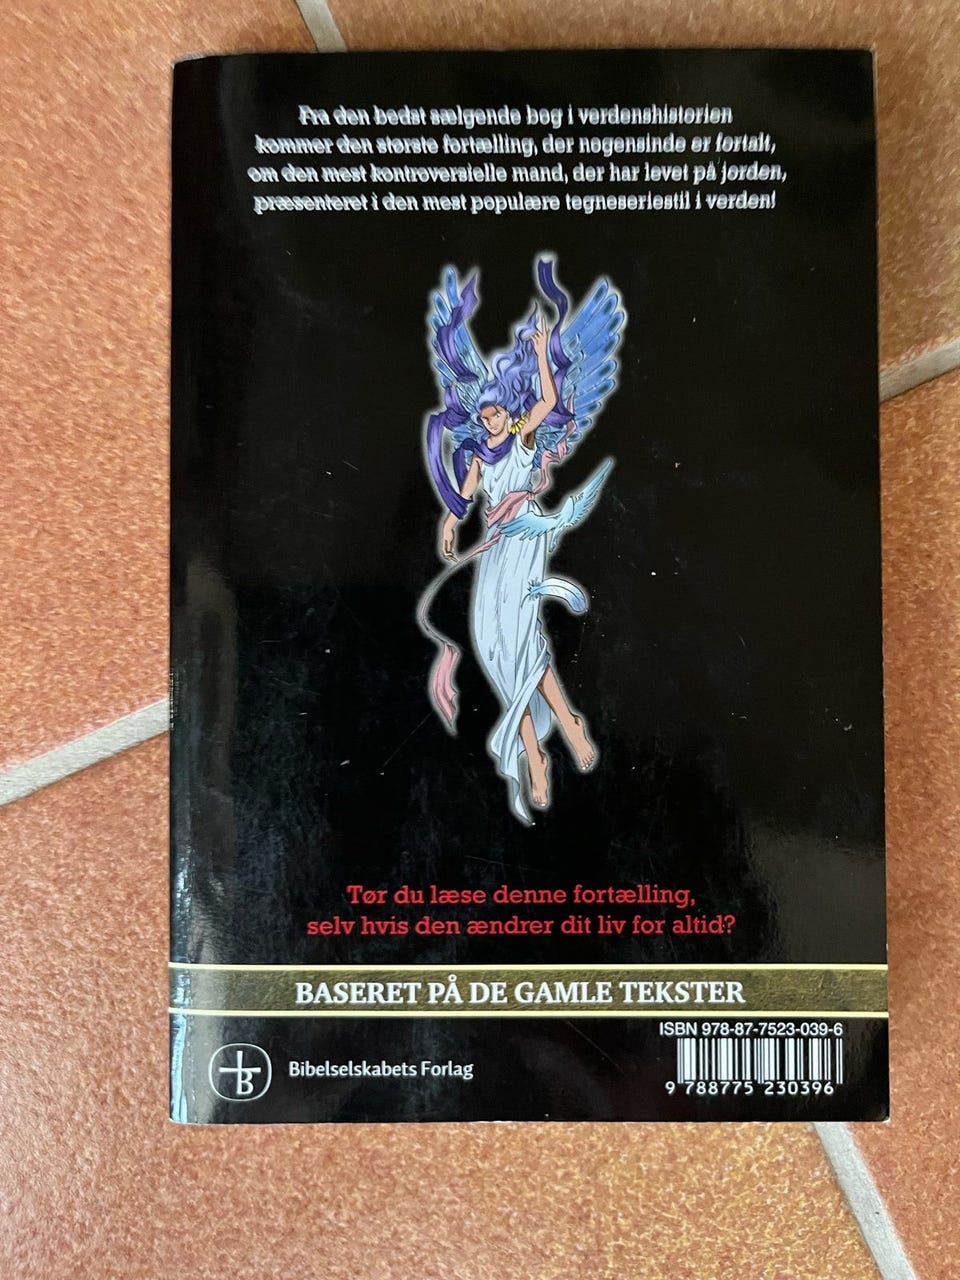 Fra den bedst sælgende bog i verdenshistorien
kommer den største fortælling, der nogensinde er fortalt,
om den mest kontroversielle mand, der har levet på jorden,
præsenteret i den mest populære tegneseriestil i verden!
Tør du læse denne fortælling,
selv hvis den ændrer dit liv for altid?
BASERET PÅ DE GAMLE TEKSTER
ISBN 978-87-7523-039-6
B
Bibelselskabets Forlag
9 788775 230396